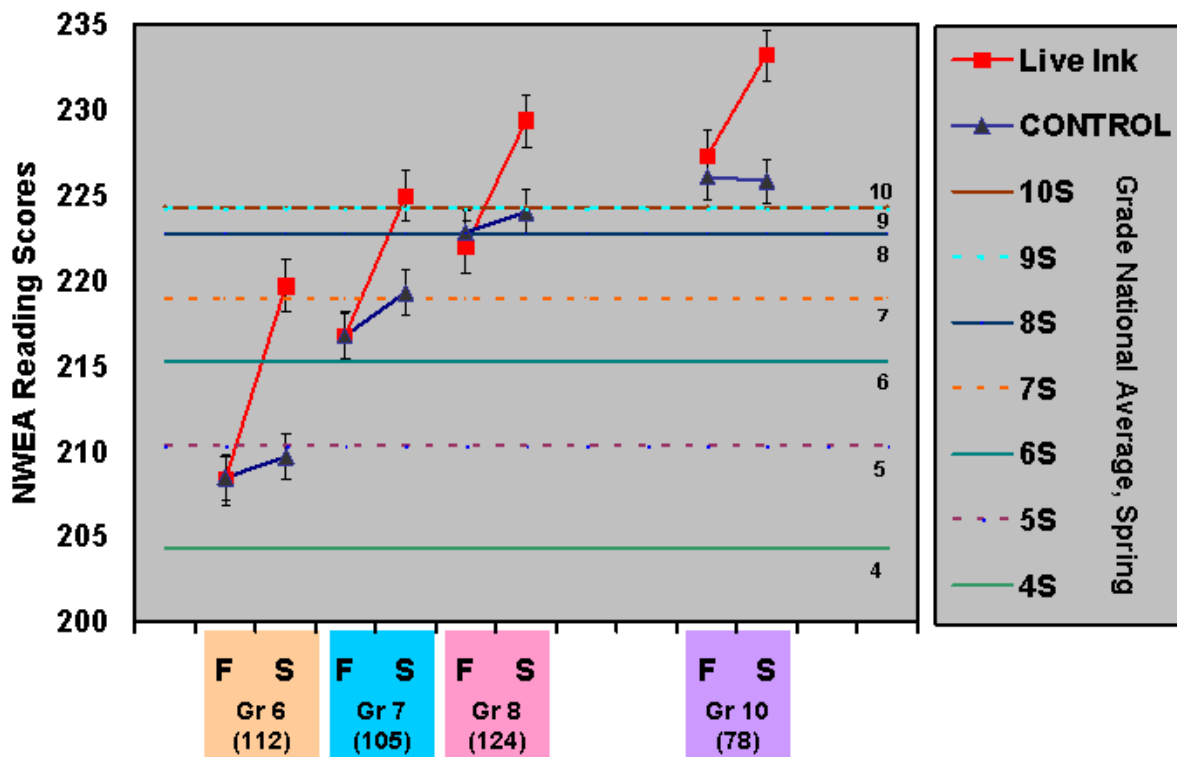 NWEA Reading Scores
235
230
225
220
215
210
205
200
10
9
8
7
6
5
4
F S
Gr 6
(112)
F S
Gr 7
(105)
F S
Gr 8
(124)
F S
Gr 10
(78)
Live Ink
CONTROL
10S
9S
8S
7S
6S
5S
4S
Grade National Average, Spring